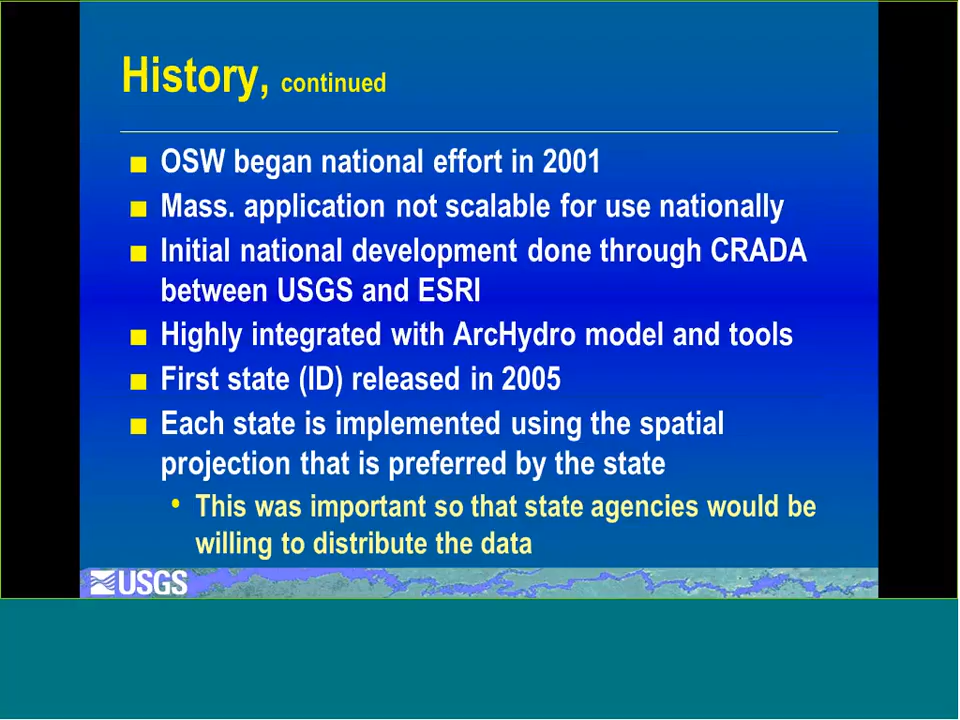 History, continued
■ OSW began national effort in 2001
■ Mass. application not scalable for use nationally
■ Initial national development done through CRADA
between USGS and ESRI
■ Highly integrated with ArcHydro model and tools
■ First state (ID) released in 2005
■ Each state is implemented using the spatial
projection that is preferred by the state
• This was important so that state agencies would be
willing to distribute the data
USGS